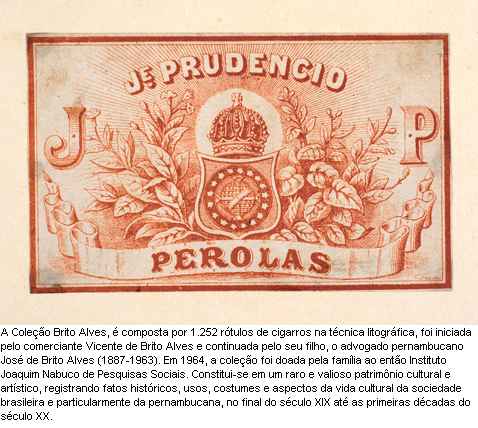 JE PRUDENCIO
J P
PEROLAS
A Coleção Brito Alves, é composta por 1.252 rótulos de cigarros na técnica litográfica, foi iniciada
pelo comerciante Vicente de Brito Alves e continuada pelo seu filho, o advogado pernambucano
José de Brito Alves (1887-1963). Em 1964, a coleção foi doada pela família ao então Instituto
Joaquim Nabuco de Pesquisas Sociais. Constitui-se em um raro e valioso patrimônio cultural e
artístico, registrando fatos históricos, usos, costumes e aspectos da vida cultural da sociedade
brasileira e particularmente da pernambucana, no final do século XIX até as primeiras décadas do
século XX.